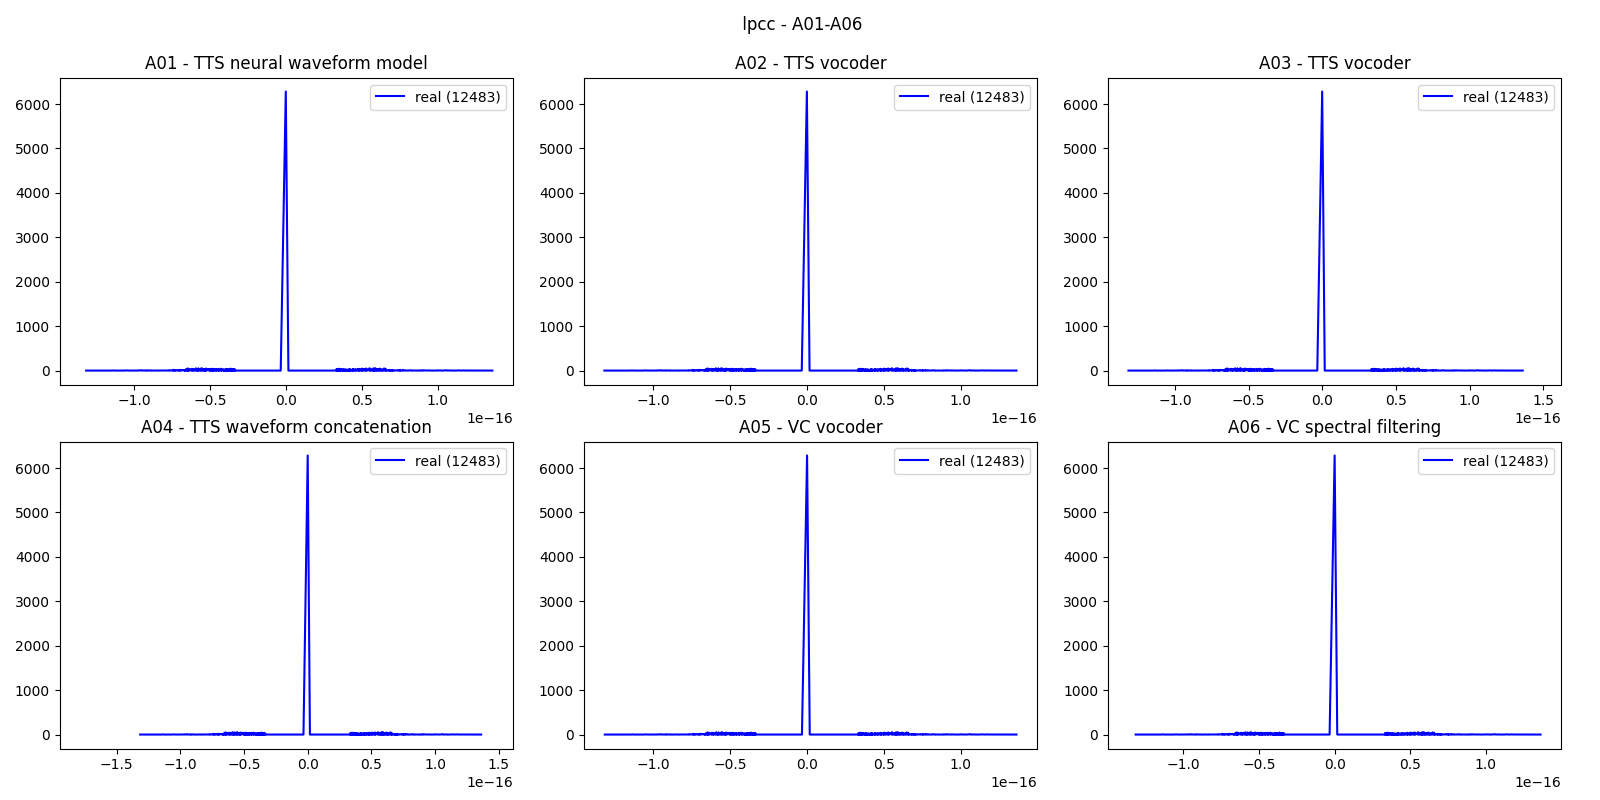 lpcc - A01-A06
A01 - TTS neural waveform model
real (12483)
6000
5000
4000
3000
2000
1000
0
−1.0 −0.5 0.0 0.5 1.0
1e−16
A02 - TTS vocoder
real (12483)
6000
5000
4000
3000
2000
1000
0
−1.0 −0.5 0.0 0.5 1.0
1e−16
A03 - TTS vocoder
real (12483)
6000
5000
4000
3000
2000
1000
0
−1.0 −0.5 0.0 0.5 1.0 1.5
1e−16
A04 - TTS waveform concatenation
real (12483)
6000
5000
4000
3000
2000
1000
0
−1.5 −1.0 −0.5 0.0 0.5 1.0 1.5
1e−16
A05 - VC vocoder
real (12483)
6000
5000
4000
3000
2000
1000
0
−1.0 −0.5 0.0 0.5 1.0
1e−16
A06 - VC spectral filtering
real (12483)
6000
5000
4000
3000
2000
1000
0
−1.0 −0.5 0.0 0.5 1.0
1e−16